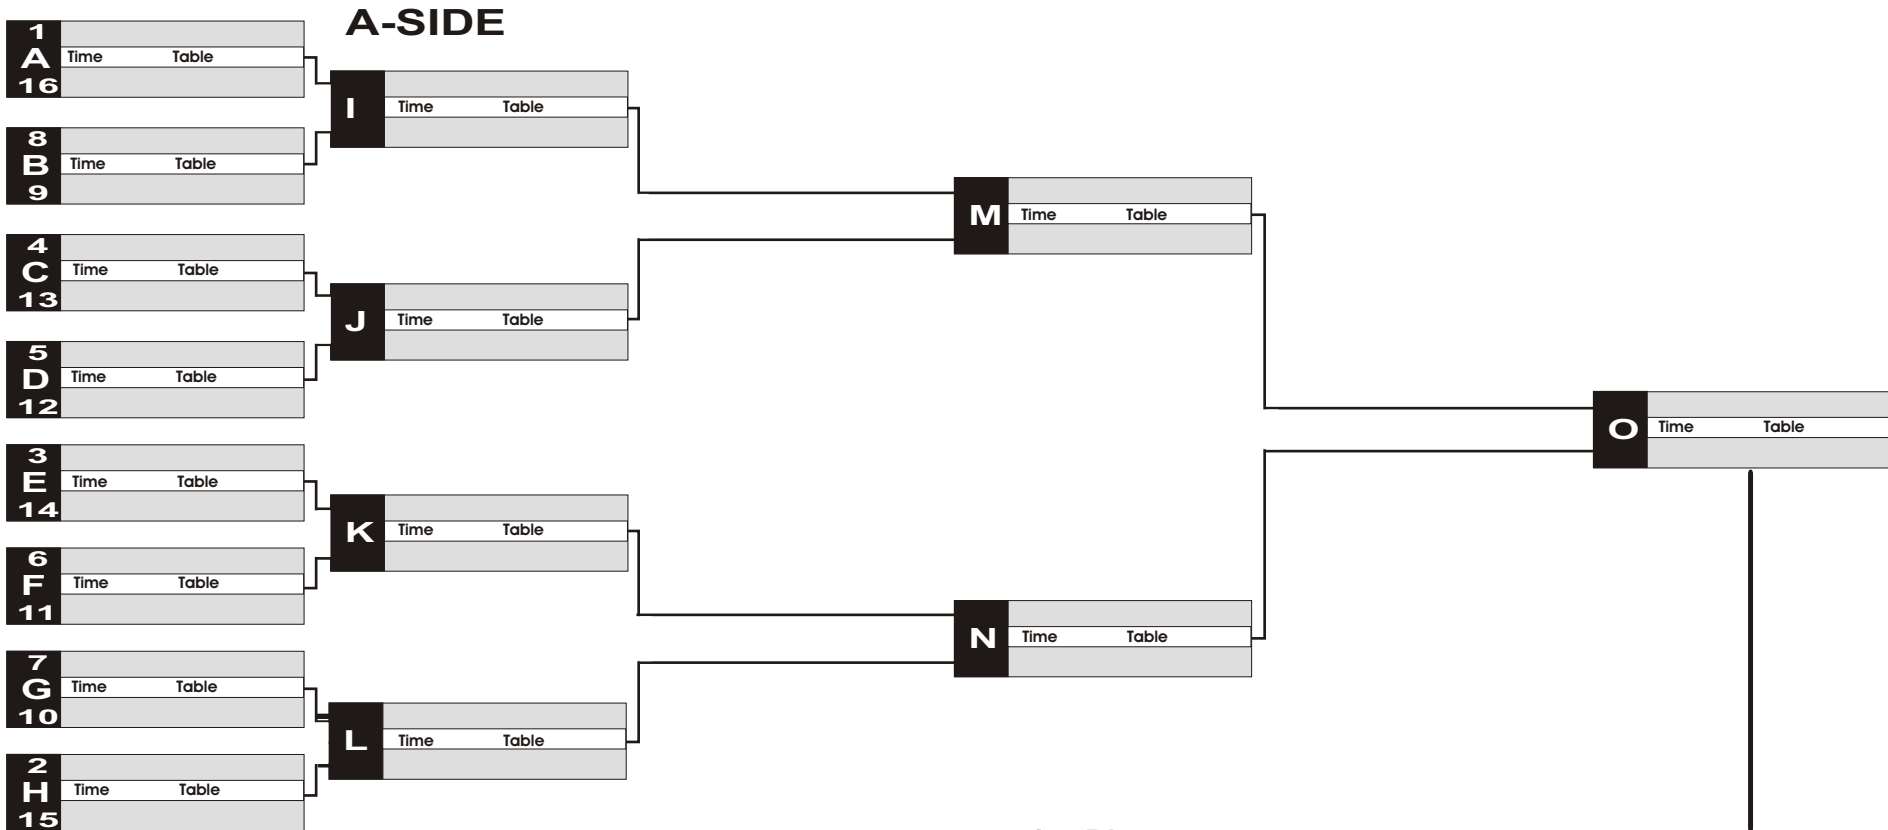 A-SIDE
1
A Time Table
16
8
B Time Table
9
4
C Time Table
13
5
D Time Table
12
3
E Time Table
14
6
F Time Table
11
7
G Time Table
10
2
H Time Table
15
I Time Table
J Time Table
K Time Table
L Time Table
M Time Table
N Time Table
O Time Table